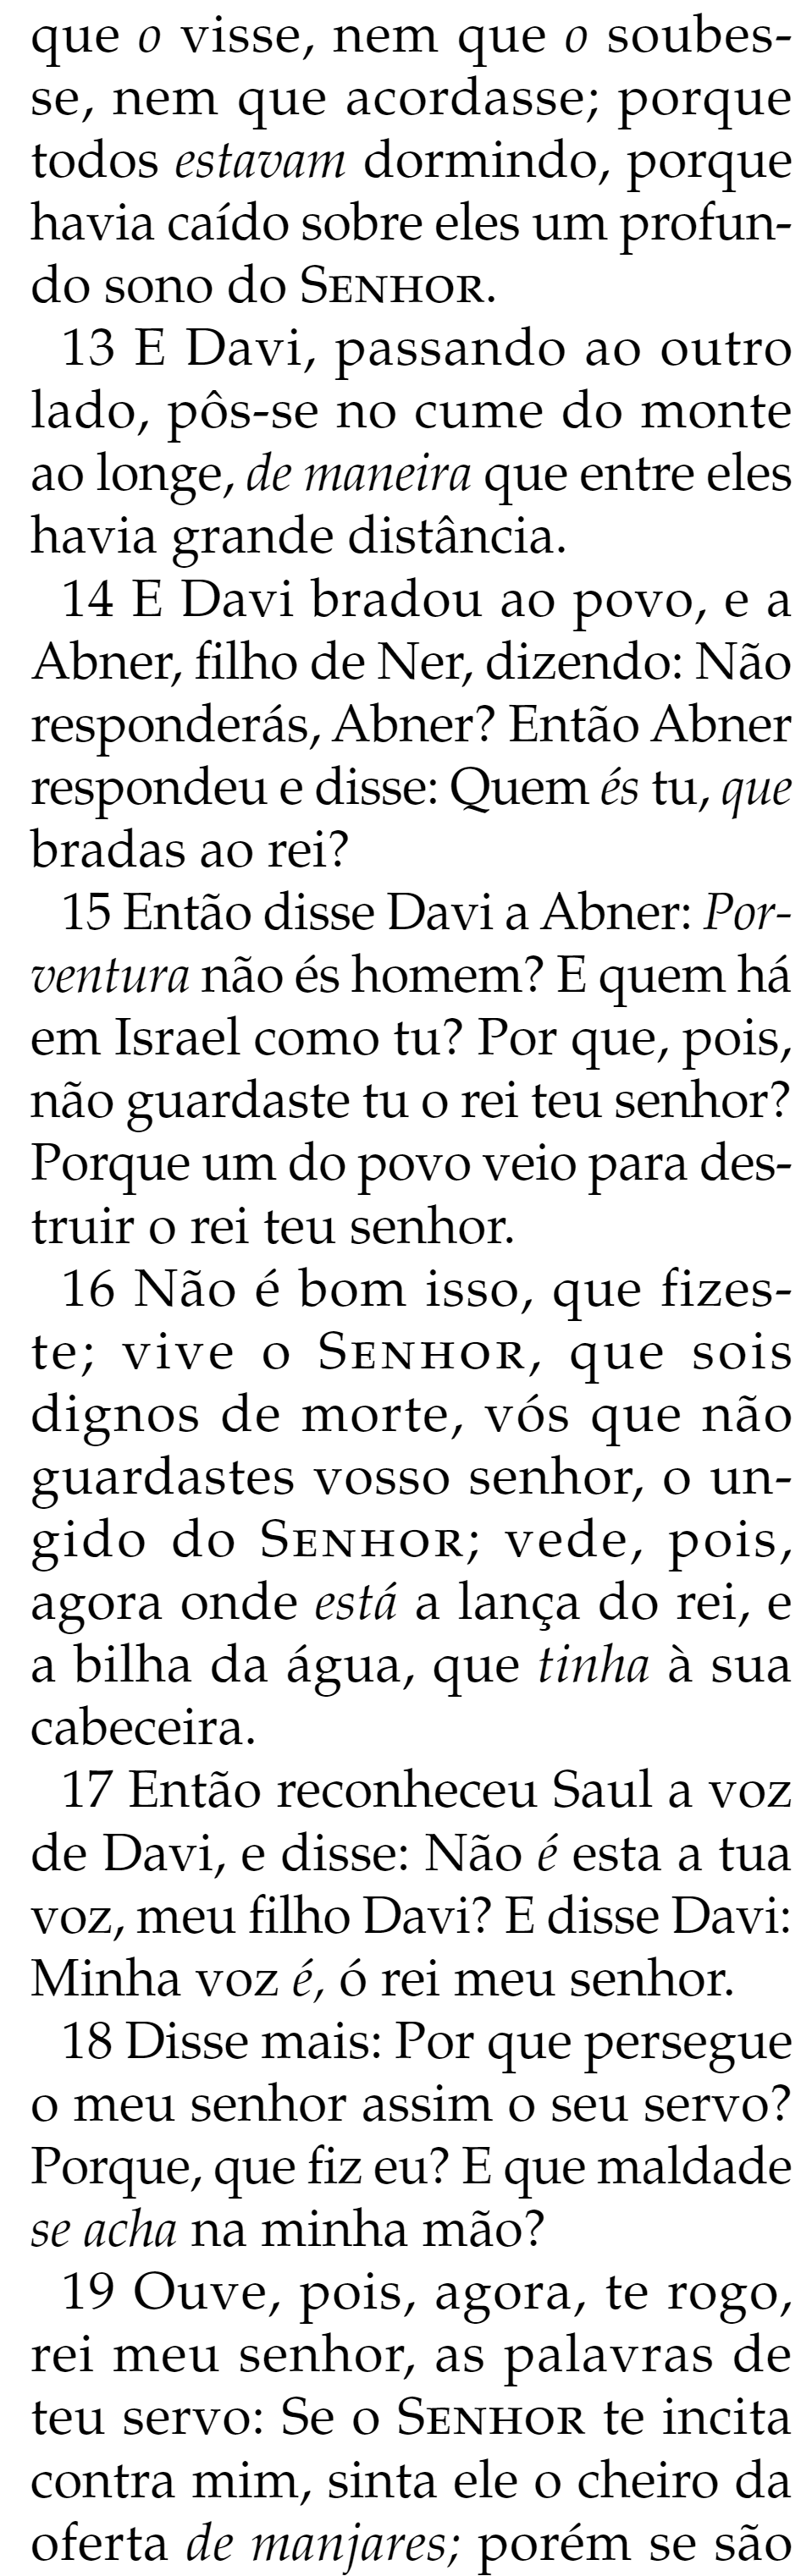 que o visse, nem que o soubes-
se, nem que acordasse; porque
todos estavam dormindo, porque
havia caído sobre eles um profun-
do sono do SENHOR.
13 E Davi, passando ao outro
lado, pôs-se no cume do monte
ao longe, de maneira que entre eles
havia grande distância.
14 E Davi bradou ao povo, e a
Abner, filho de Ner, dizendo: Não
responderás, Abner? Então Abner
respondeu e disse: Quem és tu, que
bradas ao rei?
15 Então disse Davi a Abner: Por-
ventura não és homem? E quem há
em Israel como tu? Por que, pois,
não guardaste tu o rei teu senhor?
Porque um do povo veio para des-
truir o rei teu senhor.
16 Não é bom isso, que fizes-
te; vive o SENHOR, que sois
dignos de morte, vós que não
guardastes vosso senhor, o un-
gido do SENHOR; vede, pois,
agora onde está a lança do rei, e
a bilha da água, que tinha à sua
cabeceira.
17 Então reconheceu Saul a voz
de Davi, e disse: Não é esta a tua
voz, meu filho Davi? E disse Davi:
Minha voz é, ó rei meu senhor.
18 Disse mais: Por que persegue
o meu senhor assim o seu servo?
Porque, que fiz eu? E que maldade
se acha na minha mão?
19 Ouve, pois, agora, te rogo,
rei meu senhor, as palavras de
teu servo: Se o SENHOR te incita
contra mim, sinta ele o cheiro da
oferta de manjares; porém se são